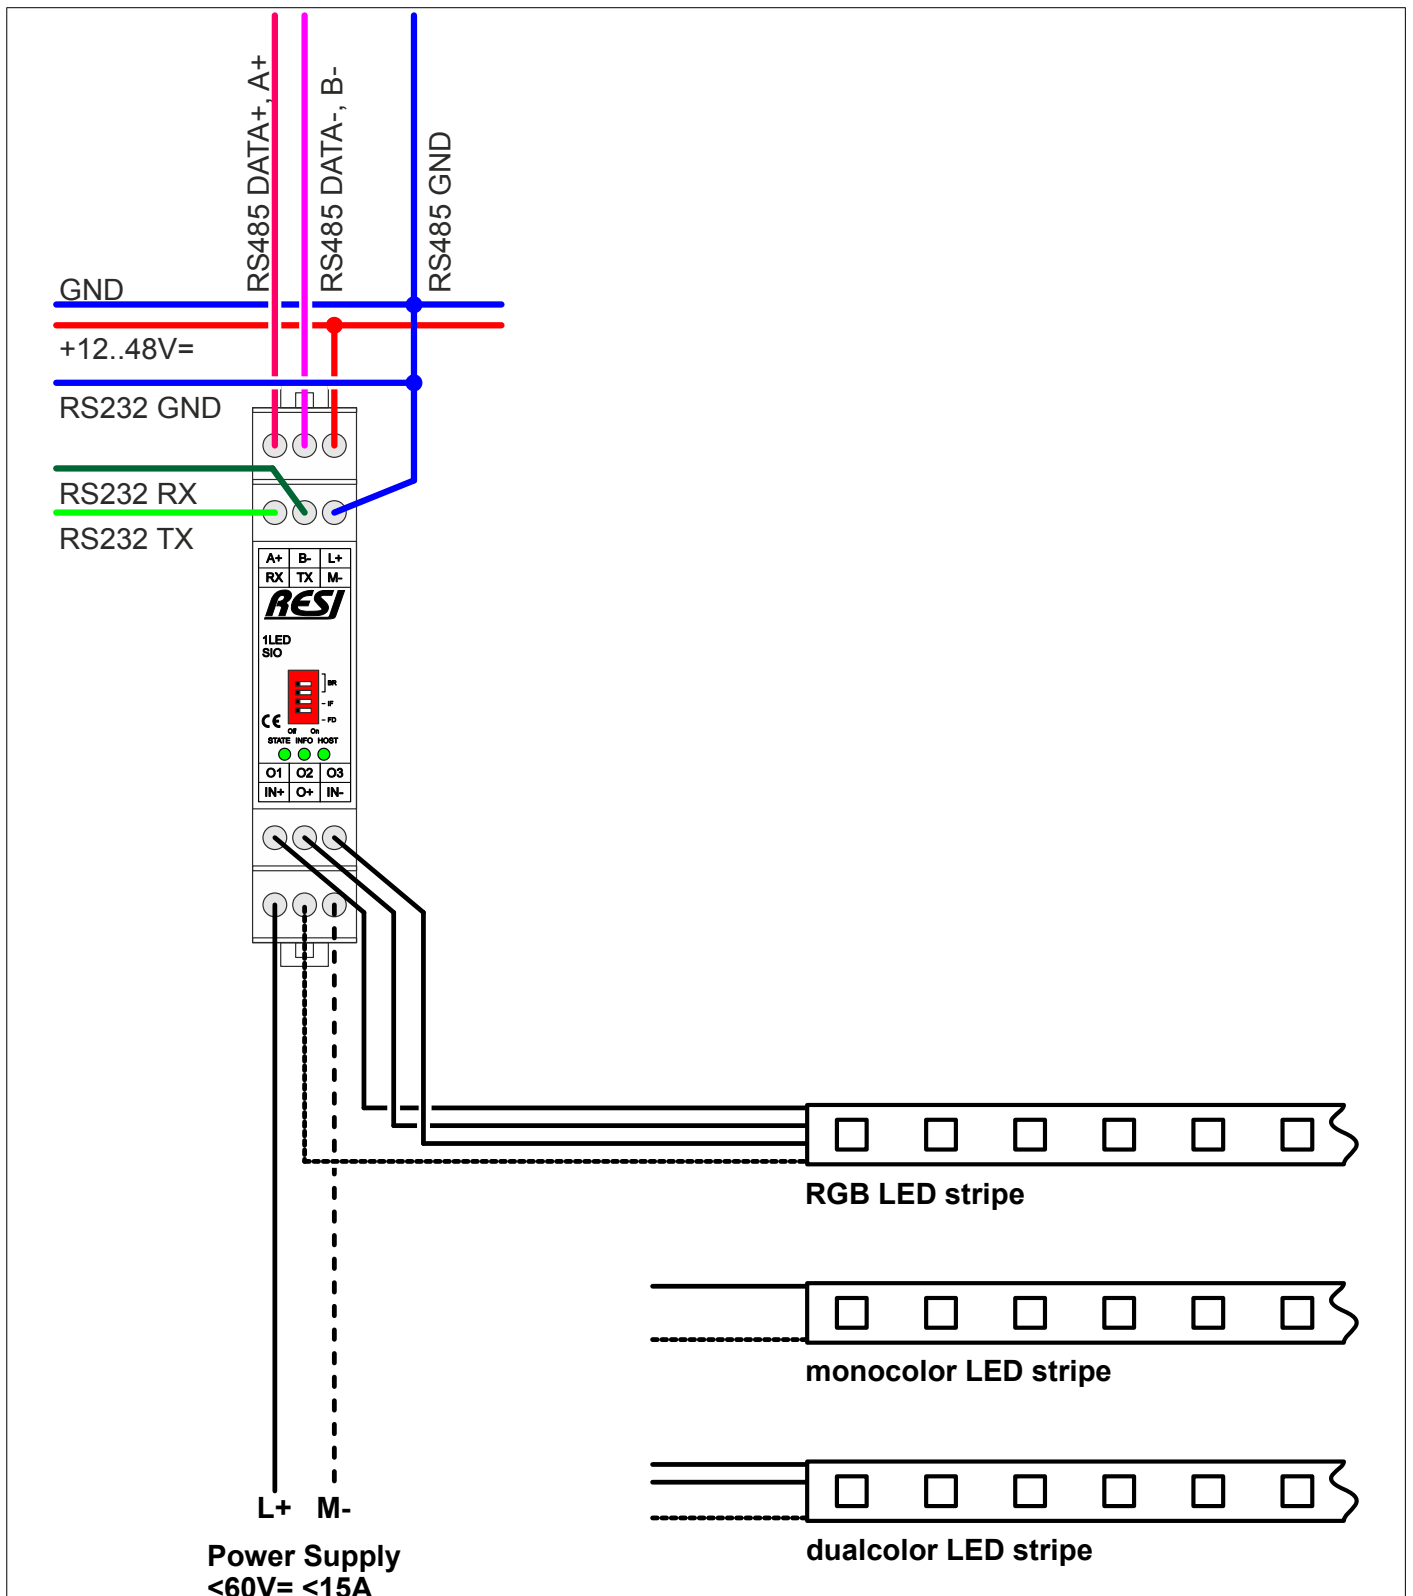 RS485 DATA+, A+
RS485 DATA-, B-
RS485 GND
GND
+12..48V=
RS232 GND
RS232 RX
RS232 TX
A+ B- L+
RX TX M-
RESI
1LED
SIO
BR
IF
FD
CE
Off On
STATE INFO HOST
O1 O2 O3
IN+ O+ IN-
RGB LED stripe
monocolor LED stripe
dualcolor LED stripe
L+ M-
Power Supply
<60V= <15A